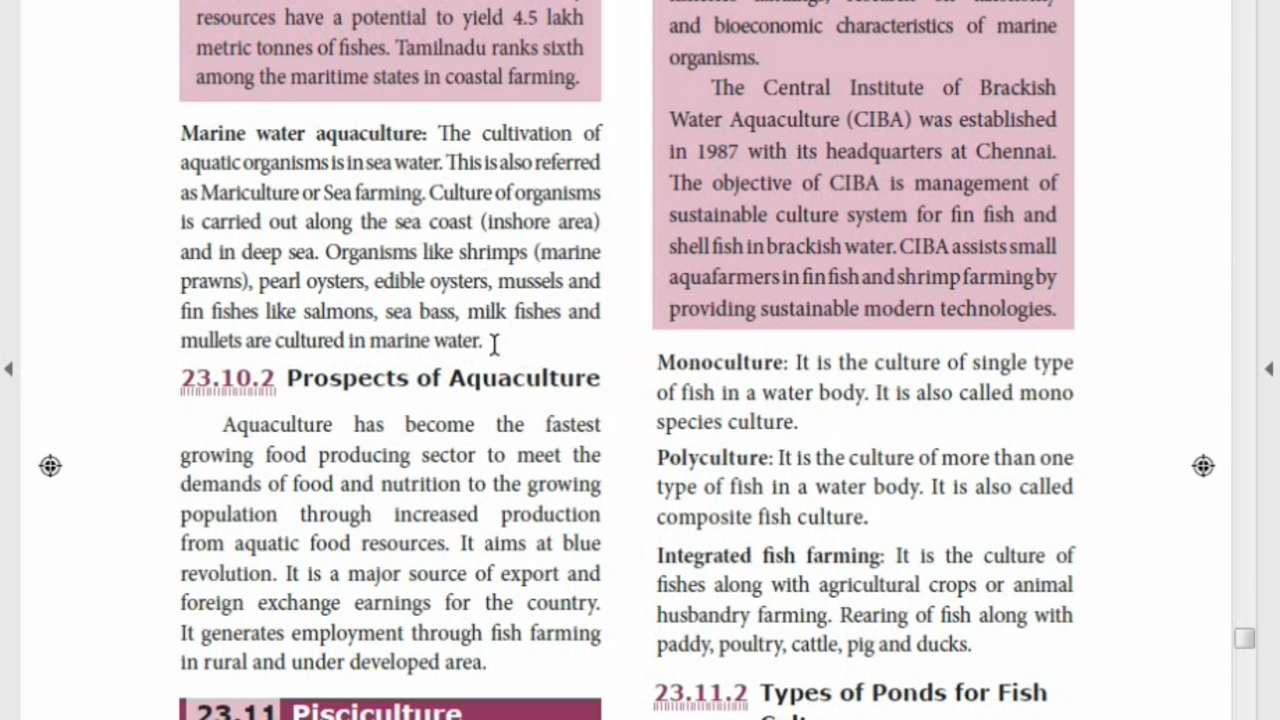 resources have a potential to yield 4.5 lakh
metric tonnes of fishes. Tamilnadu ranks sixth
among the maritime states in coastal farming.
Marine water aquaculture: The cultivation of
aquatic organisms is in sea water. This is also referred
as Mariculture or Sea farming. Culture of organisms
is carried out along the sea coast (inshore area)
and in deep sea. Organisms like shrimps (marine
prawns), pearl oysters, edible oysters, mussels and
fin fishes like salmons, sea bass, milk fishes and
mullets are cultured in marine water.
23.10.2 Prospects of Aquaculture
Aquaculture has become the fastest
growing food producing sector to meet the
demands of food and nutrition to the growing
population through increased production
from aquatic food resources. It aims at blue
revolution. It is a major source of export and
foreign exchange earnings for the country.
It generates employment through fish farming
in rural and under developed area.
23.11 Pisciculture
and bioeconomic characteristics of marine
organisms.
The Central Institute of Brackish
Water Aquaculture (CIBA) was established
in 1987 with its headquarters at Chennai.
The objective of CIBA is management of
sustainable culture system for fin fish and
shell fish in brackish water. CIBA assists small
aquafarmers in fin fish and shrimp farming by
providing sustainable modern technologies.
Monoculture: It is the culture of single type
of fish in a water body. It is also called mono
species culture.
Polyculture: It is the culture of more than one
type of fish in a water body. It is also called
composite fish culture.
Integrated fish farming: It is the culture of
fishes along with agricultural crops or animal
husbandry farming. Rearing of fish along with
paddy, poultry, cattle, pig and ducks.
23.11.2 Types of Ponds for Fish